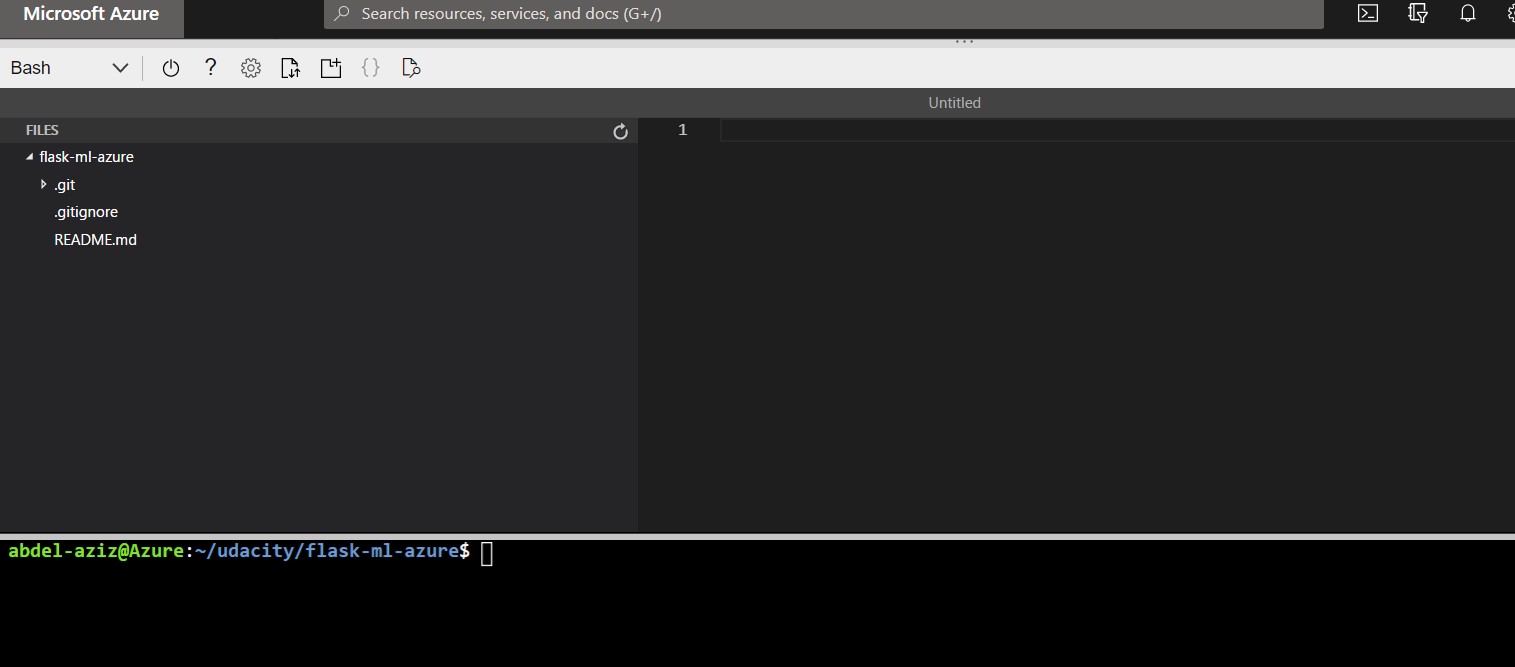 Microsoft Azure
Search resources, services, and docs (G+/)
Bash
?
{}
Untitled
FILES
flask-ml-azure
.git
.gitignore
README.md
1
abdel-aziz@Azure:~/udacity/flask-ml-azure$